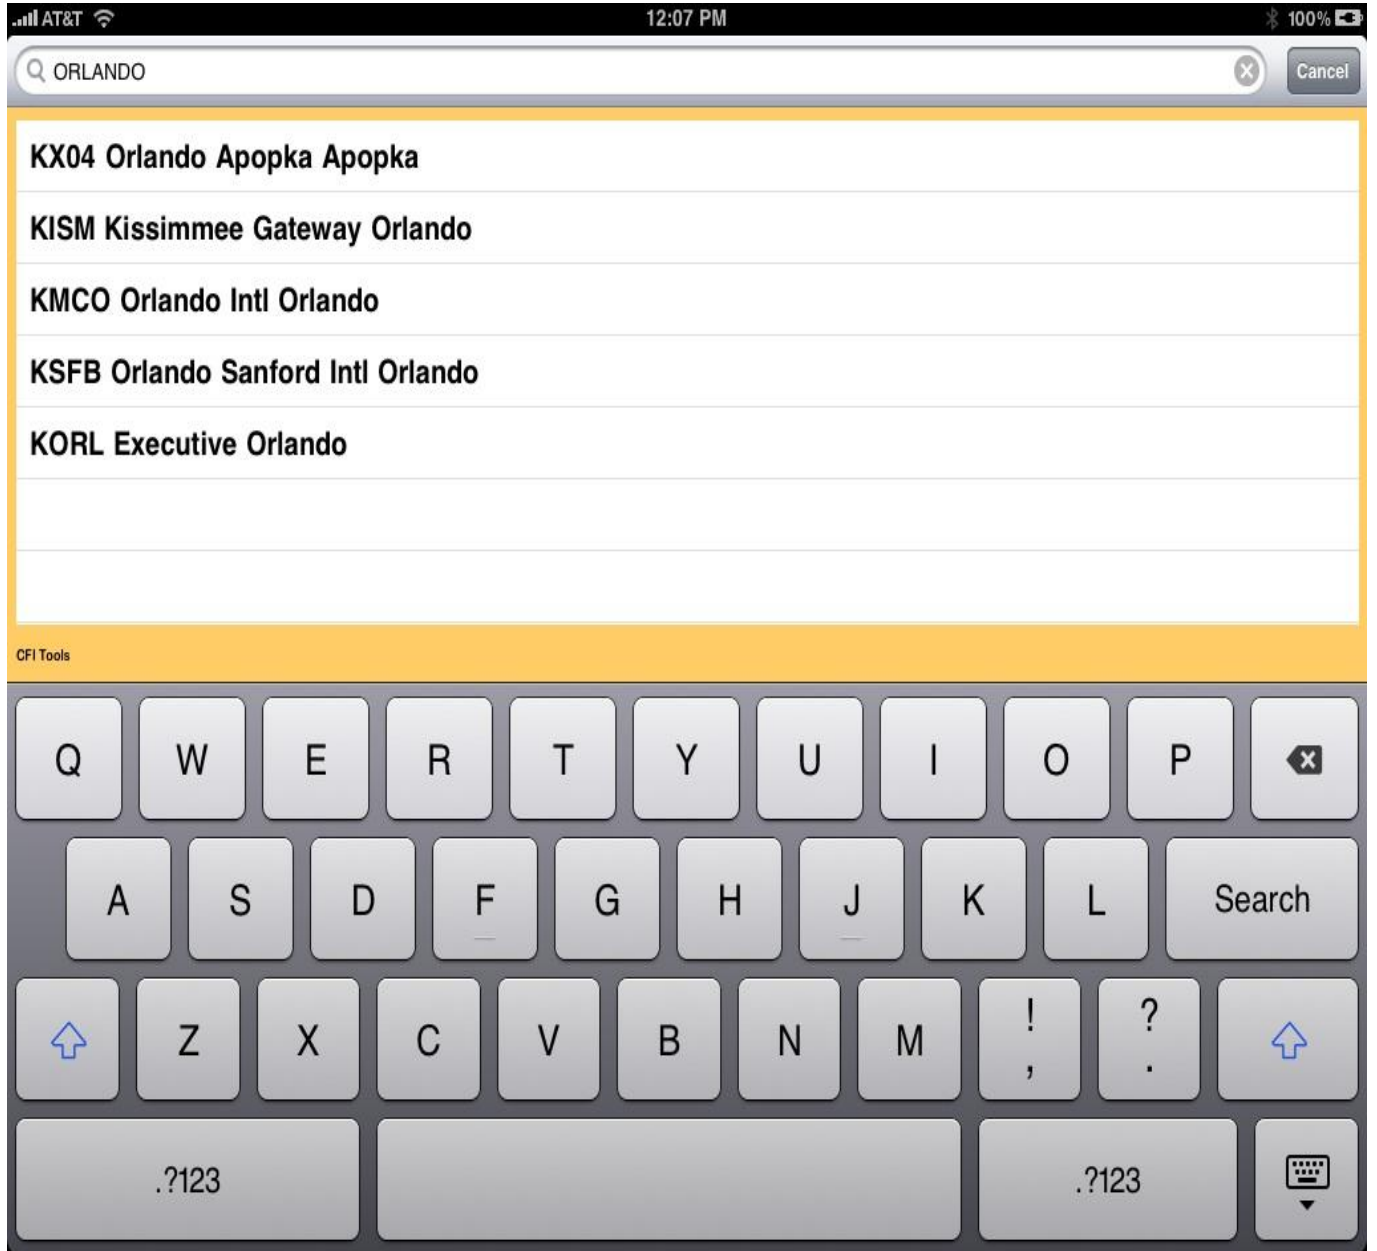 AT&T 12:07 PM 100%
ORLANDO Cancel
KX04 Orlando Apopka Apopka
KISM Kissimmee Gateway Orlando
KMCO Orlando Intl Orlando
KSFB Orlando Sanford Intl Orlando
KORL Executive Orlando
CFI Tools
Q W E R T Y U I O P
A S D F G H J K L Search
Z X C V B N M ! , ? .
.?123 .?123